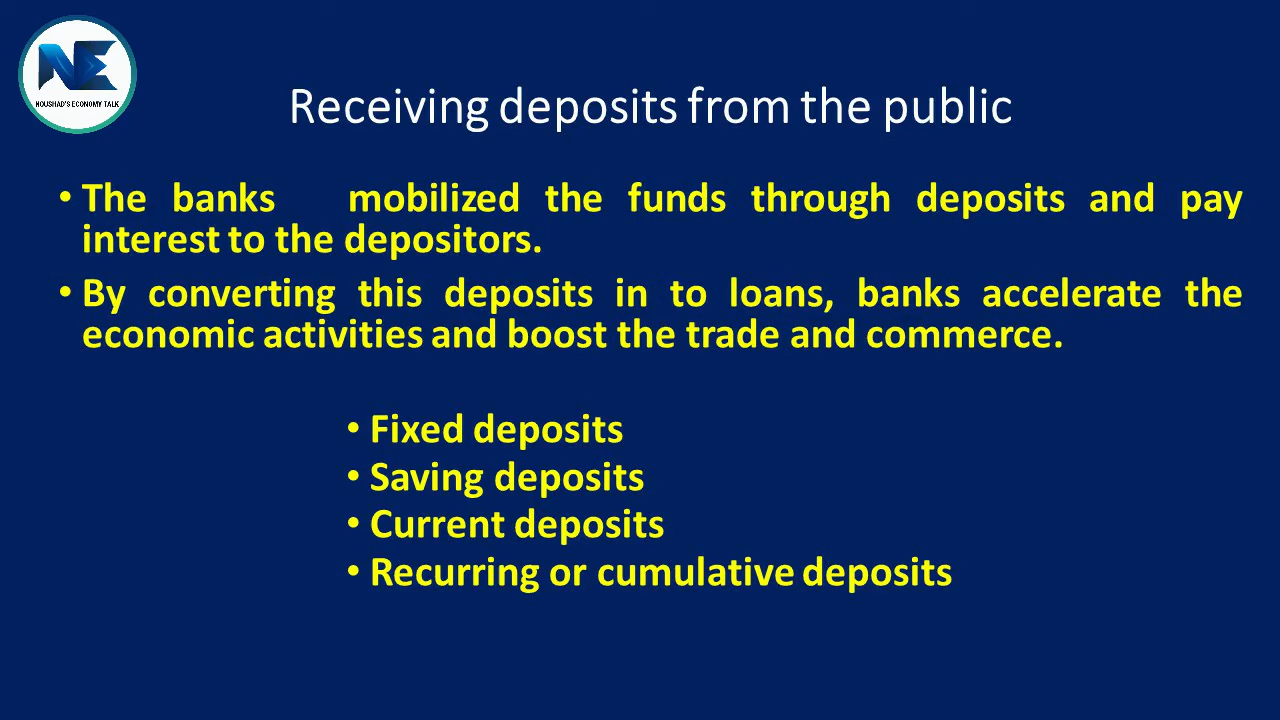 NE
NOUSHAD'S ECONOMY TALK
Receiving deposits from the public
• The banks mobilized the funds through deposits and pay
interest to the depositors.
• By converting this deposits in to loans, banks accelerate the
economic activities and boost the trade and commerce.
• Fixed deposits
• Saving deposits
• Current deposits
• Recurring or cumulative deposits